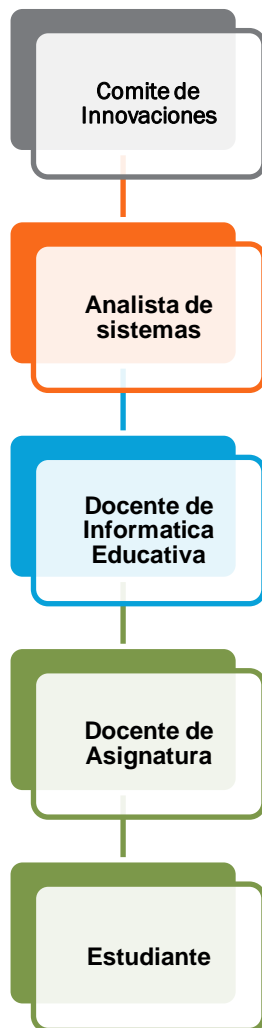 Comite de
Innovaciones
Analista de
sistemas
Docente de
Informatica
Educativa
Docente de
Asignatura
Estudiante